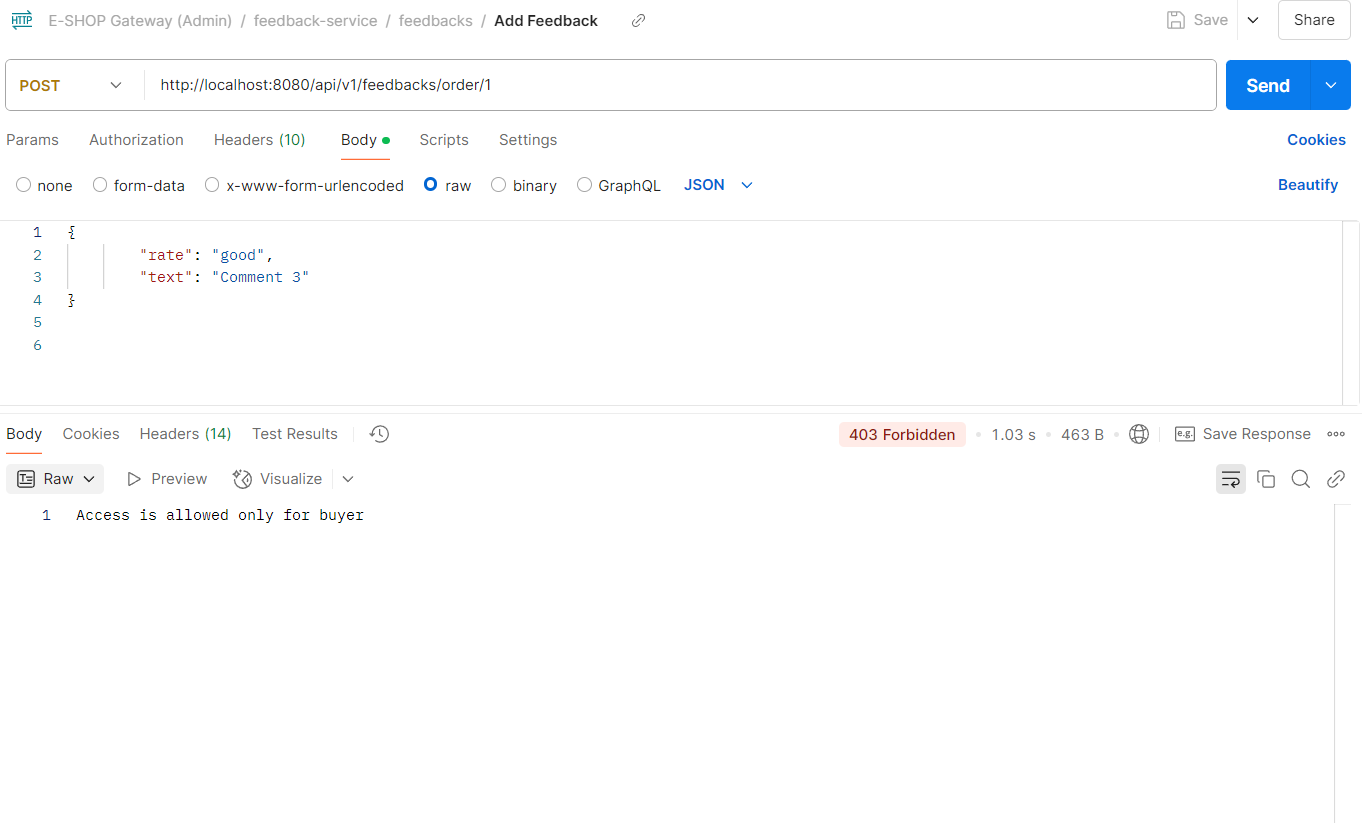 HTTP E-SHOP Gateway (Admin) / feedback-service / feedbacks / Add Feedback Save Share
POST http://localhost:8080/api/v1/feedbacks/order/1 Send
Params Authorization Headers (10) Body Scripts Settings Cookies
none form-data x-www-form-urlencoded raw binary GraphQL JSON Beautify
1 {
2 "rate": "good",
3 "text": "Comment 3"
4 }
5
6
Body Cookies Headers (14) Test Results 403 Forbidden 1.03 s 463 B e.g. Save Response
Raw Preview Visualize
1 Access is allowed only for buyer